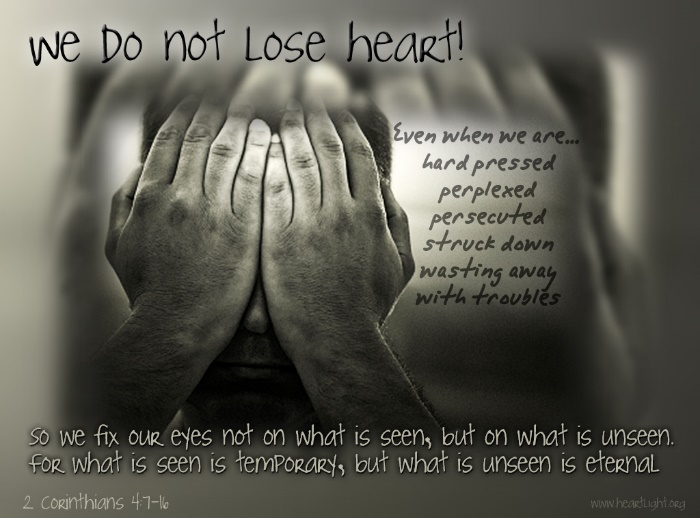 We Do not Lose heart!
Even when we are...
hard pressed
perplexed
persecuted
struck down
wasting away
with troubles
So we fix our eyes not on what is seen, but on what is unseen.
For what is seen is temporary, but what is unseen is eternal
2 Corinthians 4:7-16
www.heartlight.org